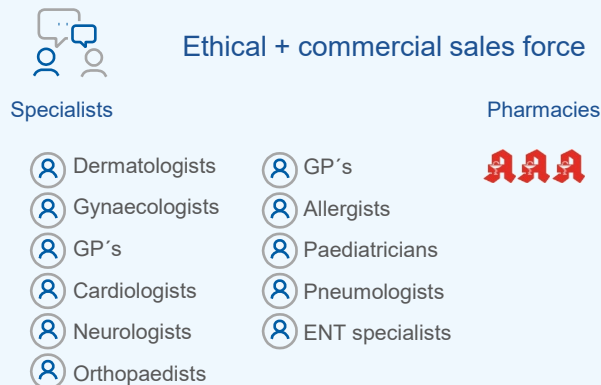 Ethical + commercial sales force
Specialists
Pharmacies
Dermatologists
Gynaecologists
GP´s
Cardiologists
Neurologists
Orthopaedists
GP´s
Allergists
Paediatricians
Pneumologists
ENT specialists